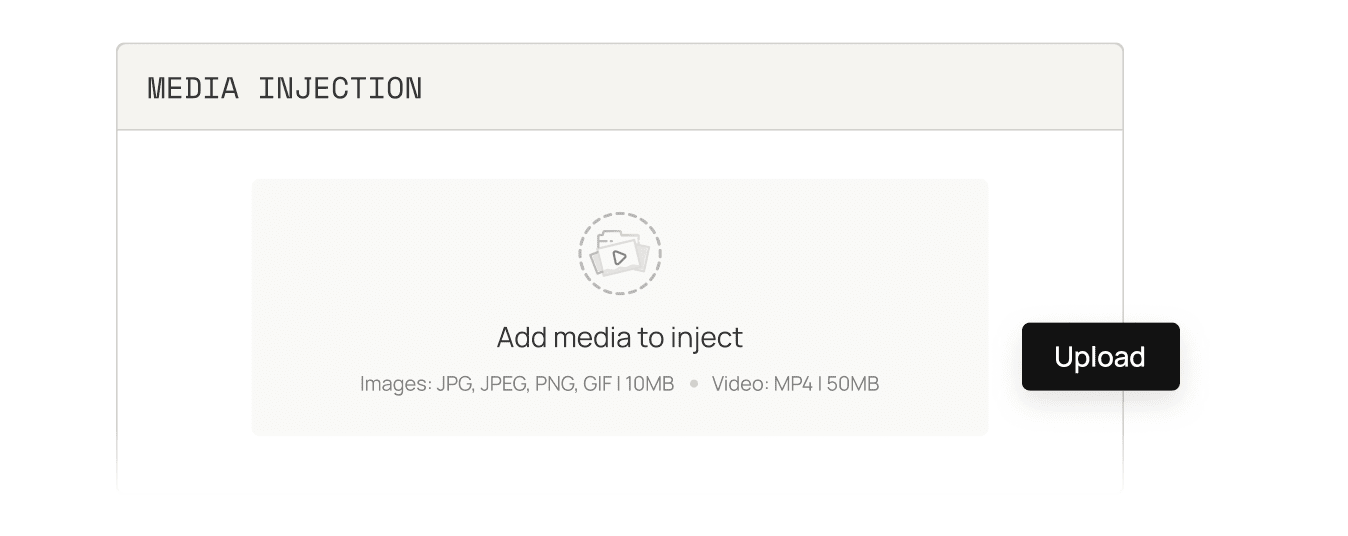 MEDIA INJECTION
Add media to inject
Images: JPG, JPEG, PNG, GIF | 10MB • Video: MP4 | 50MB
Upload